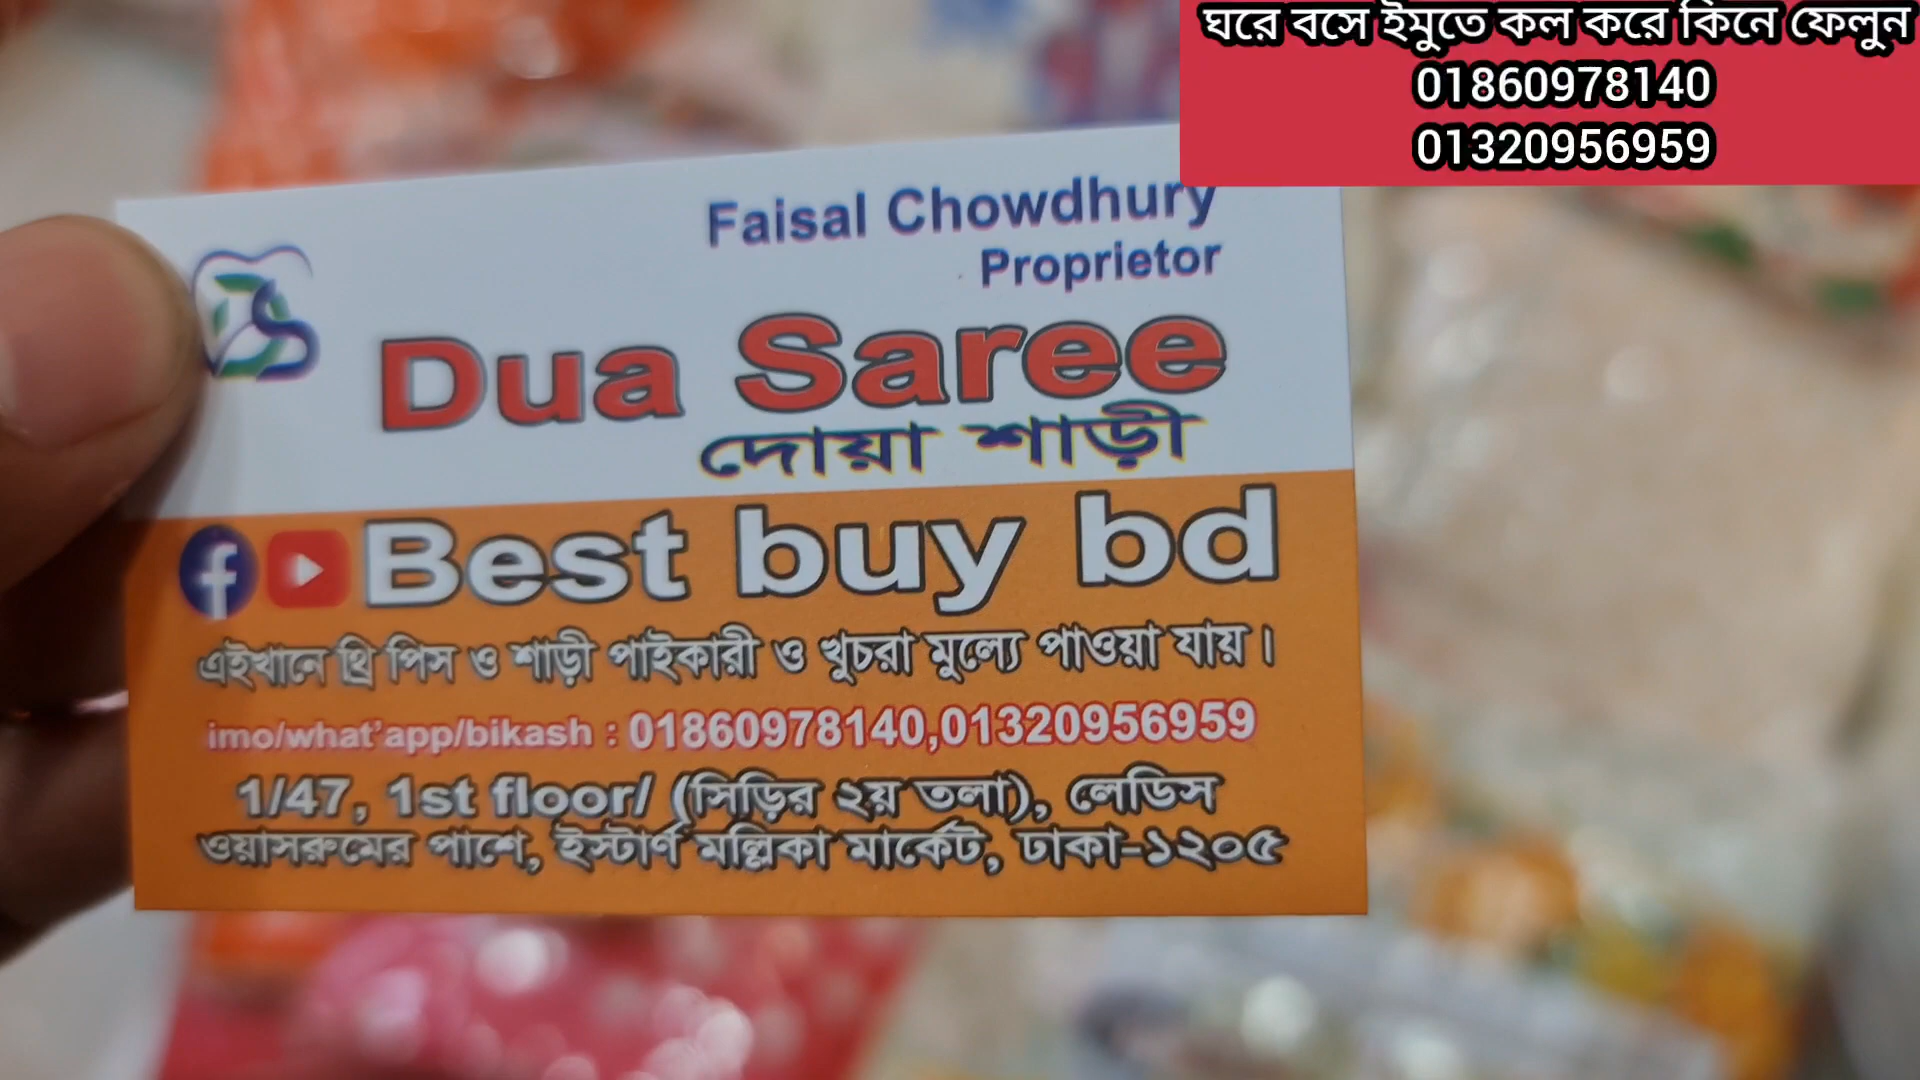 ঘরে বসে ইমুতে কল করে কিনে ফেলুন
01860978140
01320956959
Faisal Chowdhury
Proprietor
DS
Dua Saree
দোয়া শাড়ী
Best buy bd
এইখানে থ্রি পিস ও শাড়ী পাইকারী ও খুচরা মুল্যে পাওয়া যায়।
imo/what'app/bikash : 01860978140,01320956959
1/47, 1st floor/ (সিড়ির ২য় তলা), লেডিস
ওয়াসরুমের পাশে, ইস্টার্ণ মল্লিকা মার্কেট, ঢাকা-১২০৫